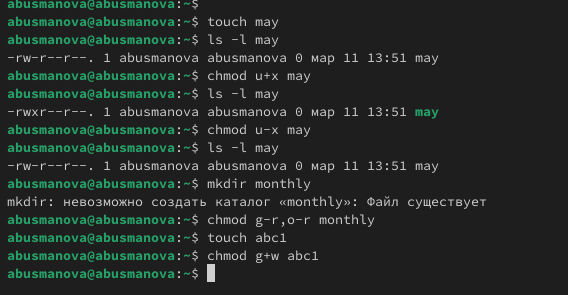 abusmanova@abusmanova:~$
abusmanova@abusmanova:~$ touch may
abusmanova@abusmanova:~$ ls -l may
-rw-r--r--. 1 abusmanova abusmanova 0 мар 11 13:51 may
abusmanova@abusmanova:~$ chmod u+x may
abusmanova@abusmanova:~$ ls -l may
-rwxr--r--. 1 abusmanova abusmanova 0 мар 11 13:51 may
abusmanova@abusmanova:~$ chmod u-x may
abusmanova@abusmanova:~$ ls -l may
-rw-r--r--. 1 abusmanova abusmanova 0 мар 11 13:51 may
abusmanova@abusmanova:~$ mkdir monthly
mkdir: невозможно создать каталог «monthly»: Файл существует
abusmanova@abusmanova:~$ chmod g-r,o-r monthly
abusmanova@abusmanova:~$ touch abc1
abusmanova@abusmanova:~$ chmod g+w abc1
abusmanova@abusmanova:~$